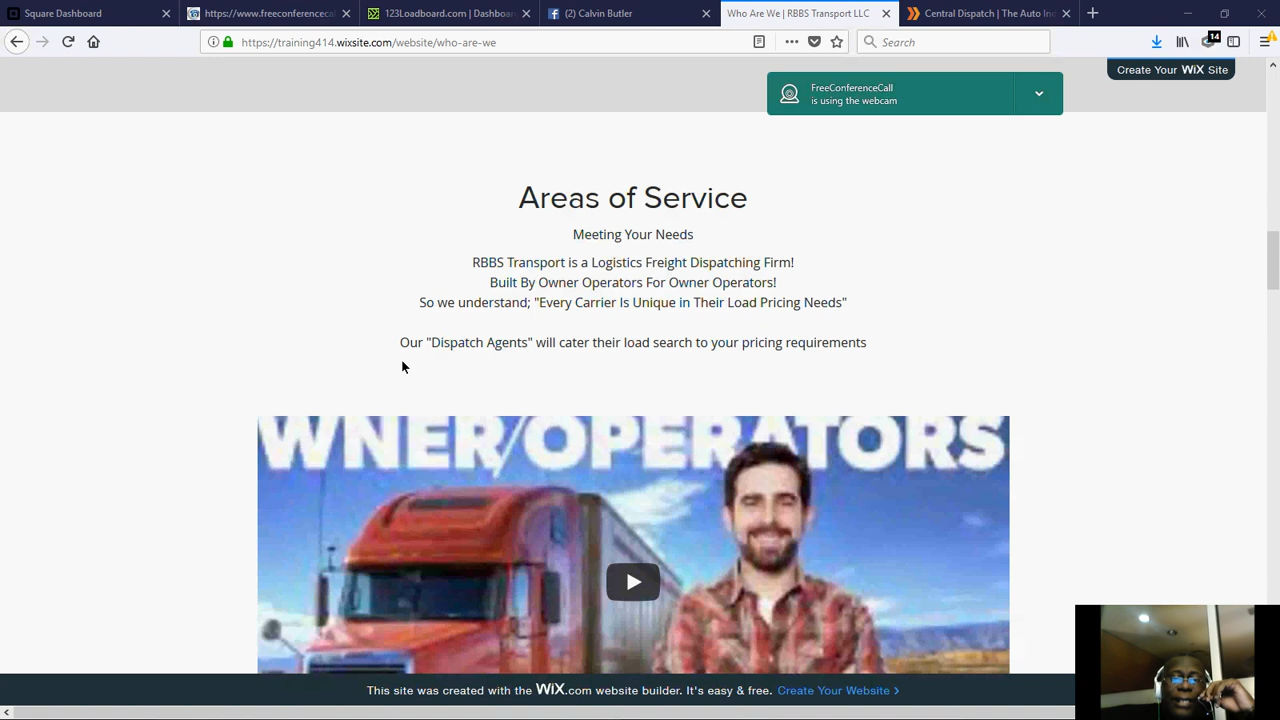 Square Dashboard
https://www.freeconferencecal
123Loadboard.com | Dashboar
(2) Calvin Butler
Who Are We | RBBS Transport LLC
Central Dispatch | The Auto Ind
https://training414.wixsite.com/website/who-are-we
Search
14
Create Your WiX Site
FreeConferenceCall
is using the webcam
Areas of Service
Meeting Your Needs
RBBS Transport is a Logistics Freight Dispatching Firm!
Built By Owner Operators For Owner Operators!
So we understand; "Every Carrier Is Unique in Their Load Pricing Needs"
Our "Dispatch Agents" will cater their load search to your pricing requirements
WNER/OPERATORS
This site was created with the WiX.com website builder. It's easy & free. Create Your Website >